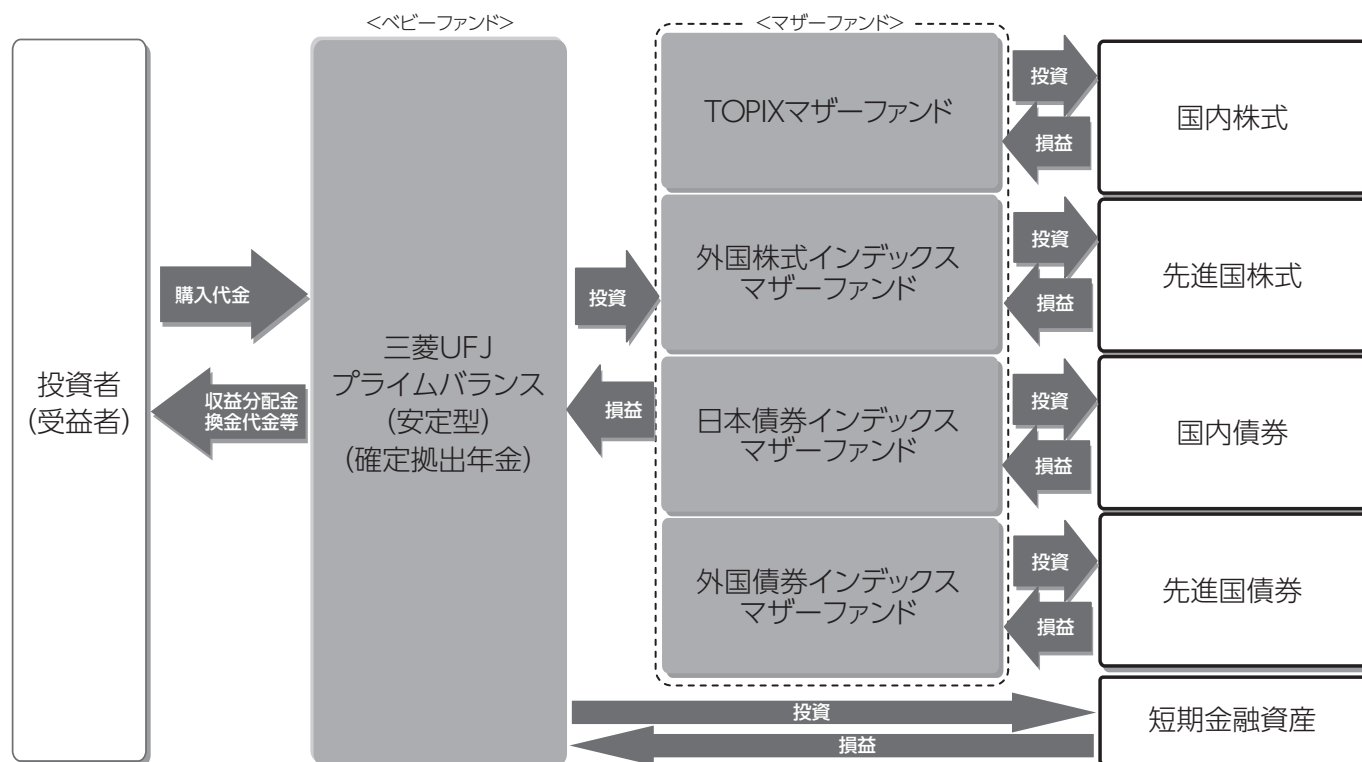 <ベビーファンド>
<マザーファンド>
投資者
(受益者)
購入代金
収益分配金
換金代金等
三菱UFJ
プライムバランス
(安定型)
(確定拠出年金)
投資
損益
TOPIXマザーファンド
投資
損益
国内株式
外国株式インデックス
マザーファンド
投資
損益
先進国株式
日本債券インデックス
マザーファンド
投資
損益
国内債券
外国債券インデックス
マザーファンド
投資
損益
先進国債券
投資
損益
短期金融資産